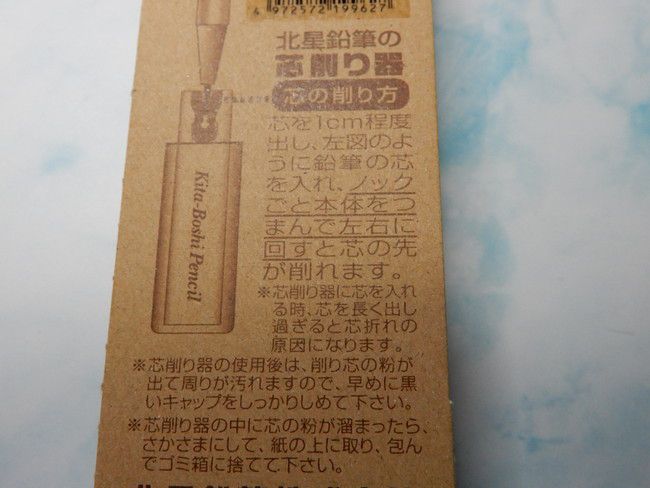 4 972572 199627
北星鉛筆の
芯削り器
芯の削り方
芯を1cm程度
出し、左図のよ
うに鉛筆の芯
を入れ、ノック
ごと本体をつ
まんで左右に
回すと芯の先
が削れます。
※芯削り器に芯を入れ
る時、芯を長く出し
過ぎると芯折れの
原因になります。
Kita-Boshi Pencil
※芯削り器の使用後は、削り芯の粉が
出て周りが汚れますので、早めに黒
いキャップをしっかりしめて下さい。
※芯削り器の中に芯の粉が溜まったら、
さかさまにして、紙の上に取り、包ん
でゴミ箱に捨てて下さい。